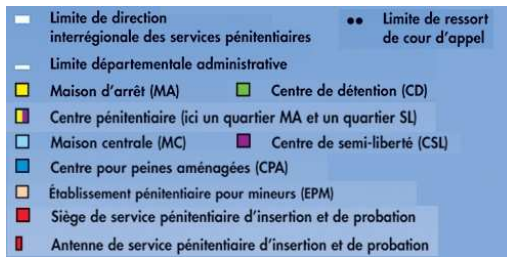 Limite de direction
interrégionale des services pénitentiaires
Limite de ressort
de cour d'appel
Limite départementale administrative
Maison d'arrêt (MA)
Centre de détention (CD)
Centre pénitentiaire (ici un quartier MA et un quartier SL)
Maison centrale (MC)
Centre de semi-liberté (CSL)
Centre pour peines aménagées (CPA)
Établissement pénitentiaire pour mineurs (EPM)
Siège de service pénitentiaire d'insertion et de probation
Antenne de service pénitentiaire d'insertion et de probation